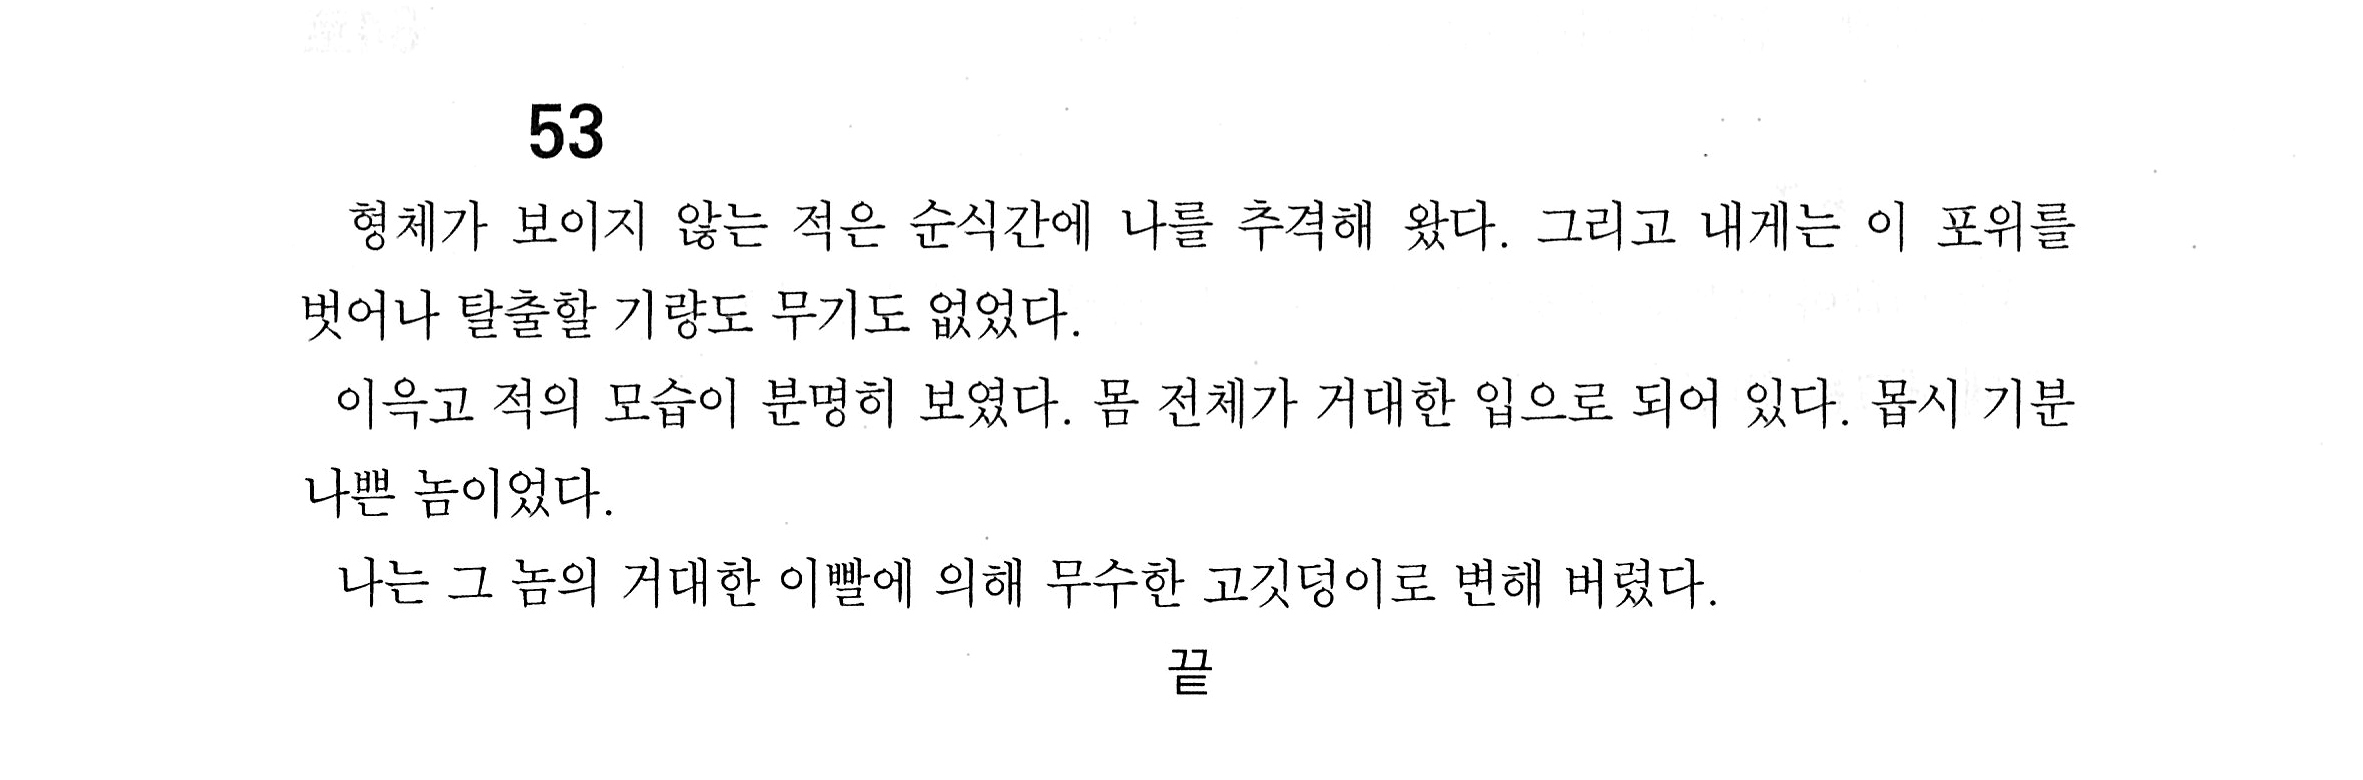 53
형체가 보이지 않는 적은 순식간에 나를 추격해 왔다. 그리고 내게는 이 포위를
벗어나 탈출할 기량도 무기도 없었다.
이윽고 적의 모습이 분명히 보였다. 몸 전체가 거대한 입으로 되어 있다. 몹시 기분
나쁜 놈이었다.
나는 그 놈의 거대한 이빨에 의해 무수한 고깃덩이로 변해 버렸다.
끝